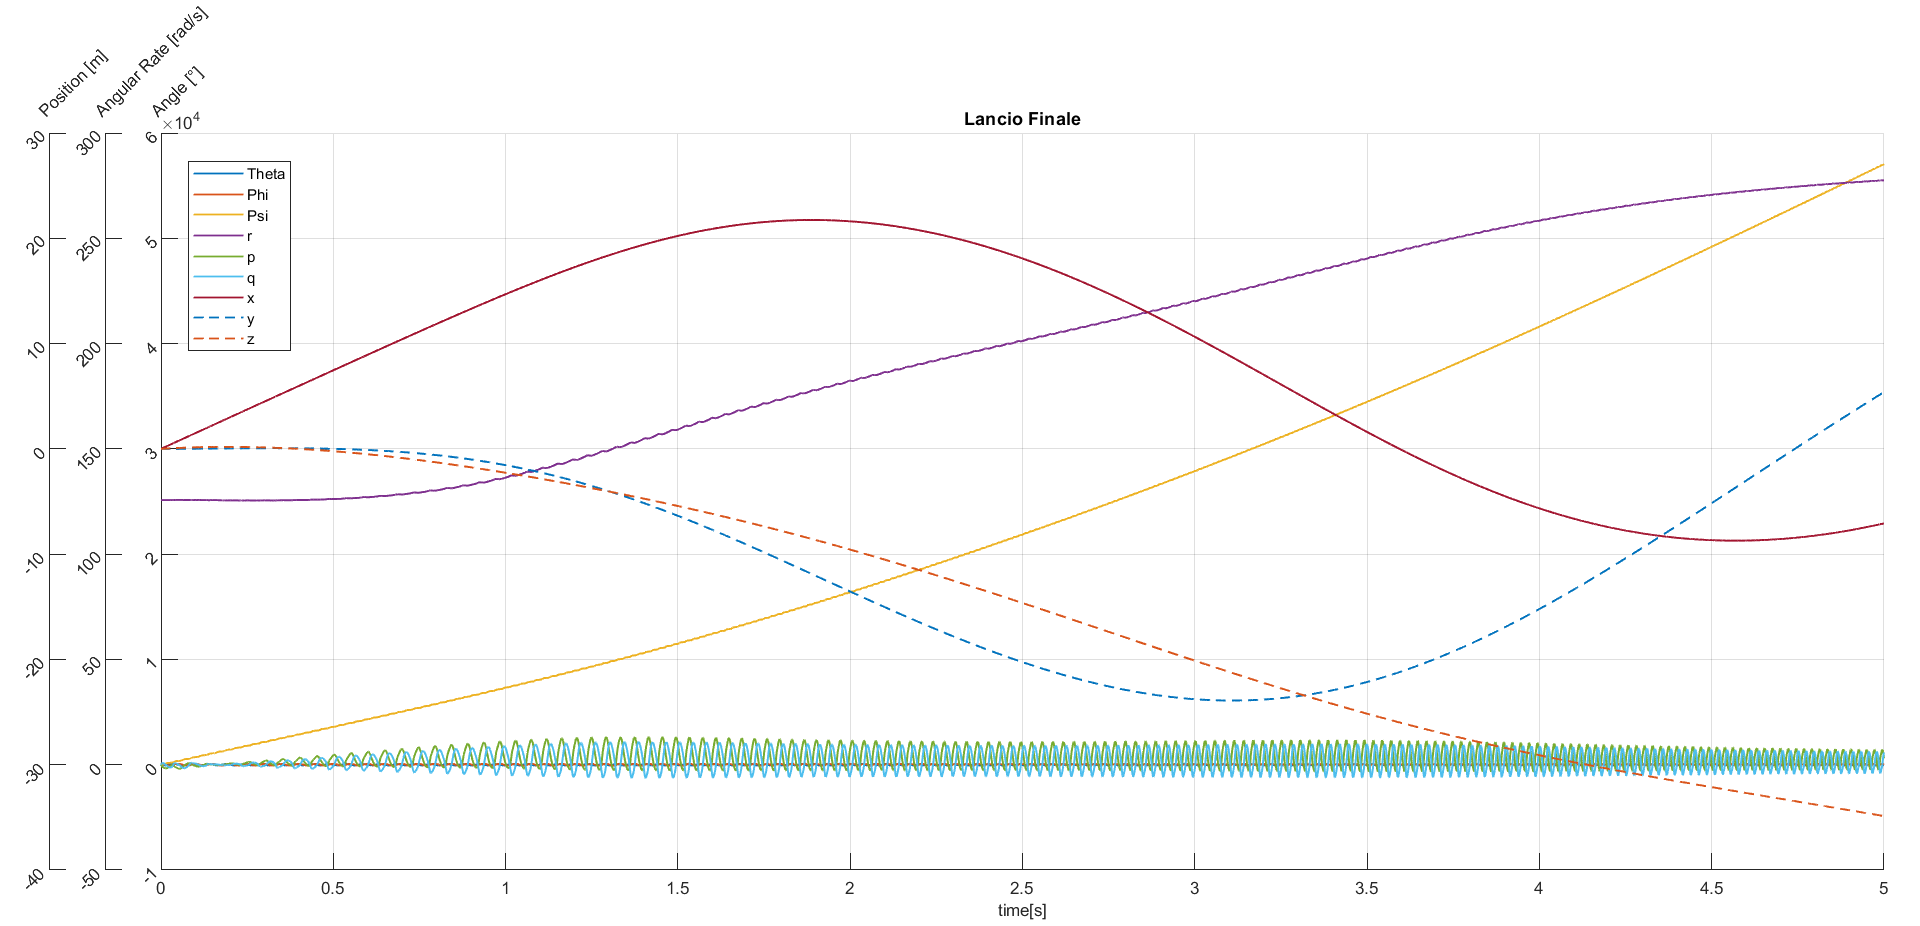 Position [m]
Angular Rate [rad/s]
Angle [°]
×10⁴
Lancio Finale
30 300 6
20 250 5
10 200 4
0 150 3
-10 100 2
-20 50 1
-30 0 0
-40 -50 -1
Theta
Phi
Psi
r
p
q
x
y
z
0 0.5 1 1.5 2 2.5 3 3.5 4 4.5 5
time[s]